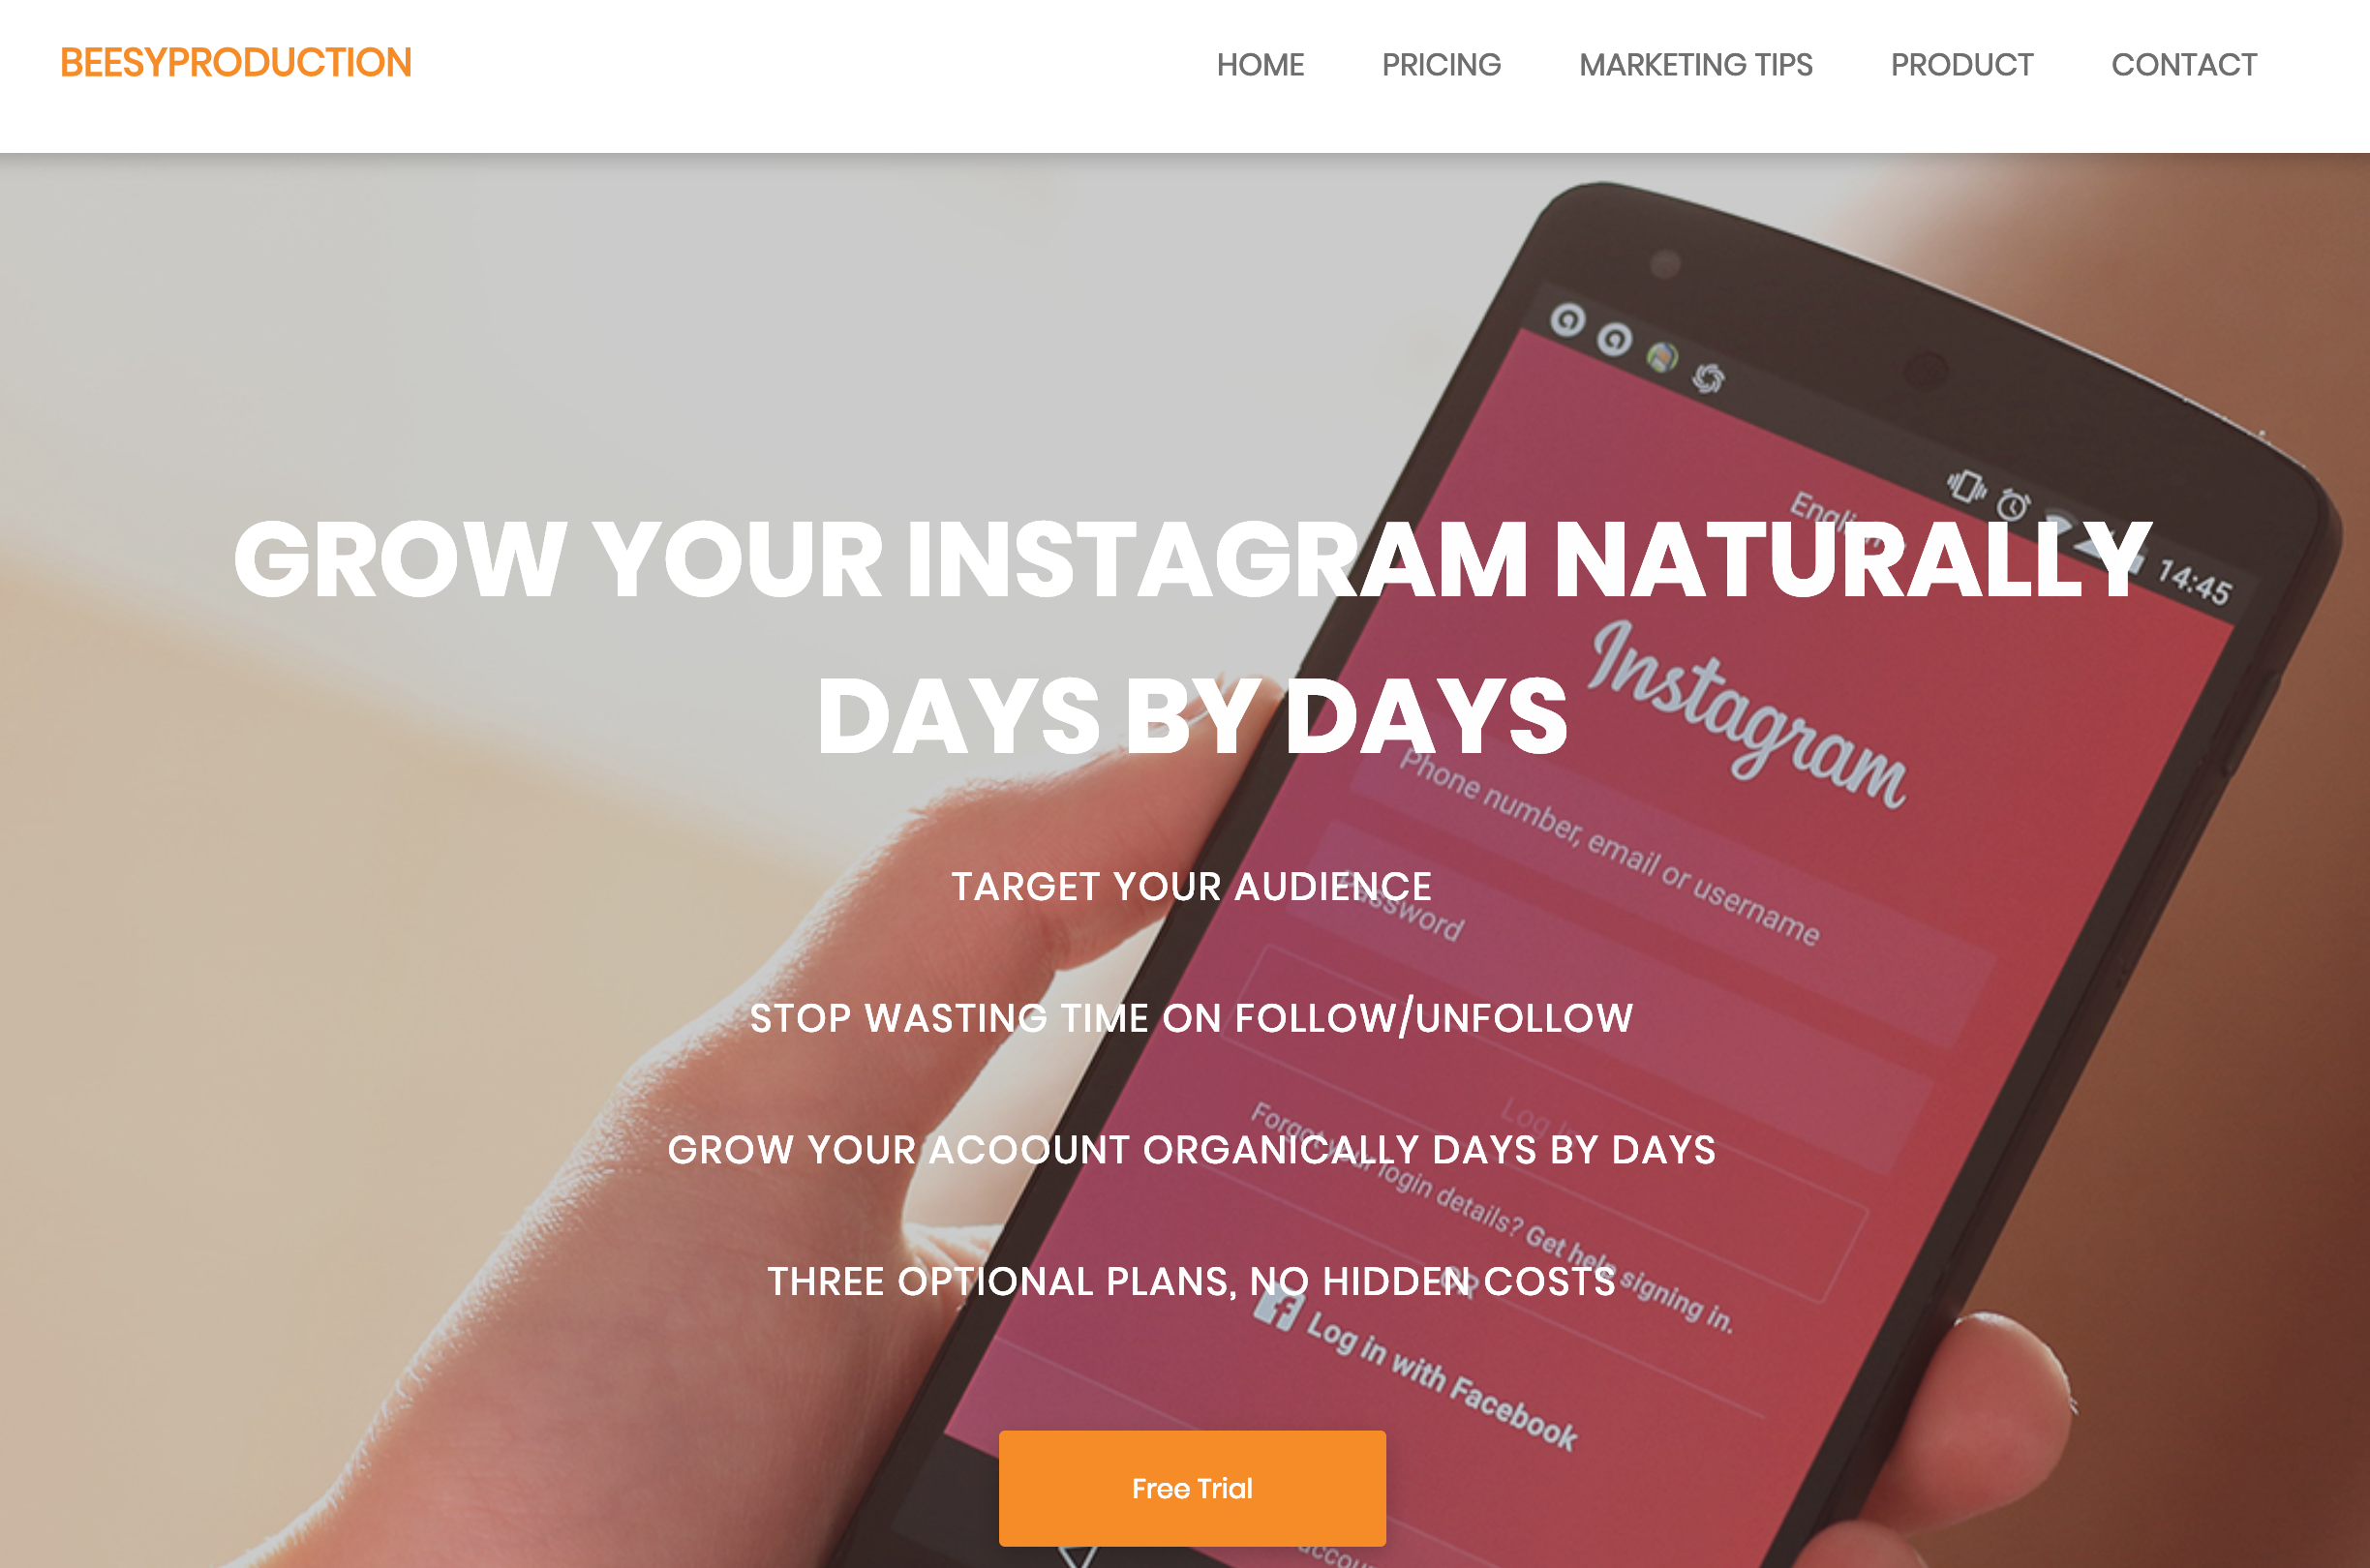 BEESYPRODUCTION
HOME PRICING MARKETING TIPS PRODUCT CONTACT
14:45
GROW YOUR INSTAGRAM NATURALLY
DAYS BY DAYS
Instagram
Phone number, email or username
Password
TARGET YOUR AUDIENCE
STOP WASTING TIME ON FOLLOW/UNFOLLOW
Log In
GROW YOUR ACOOUNT ORGANICALLY DAYS BY DAYS
Forgot your login details? Get help signing in.
THREE OPTIONAL PLANS, NO HIDDEN COSTS
OR
Log in with Facebook
Free Trial